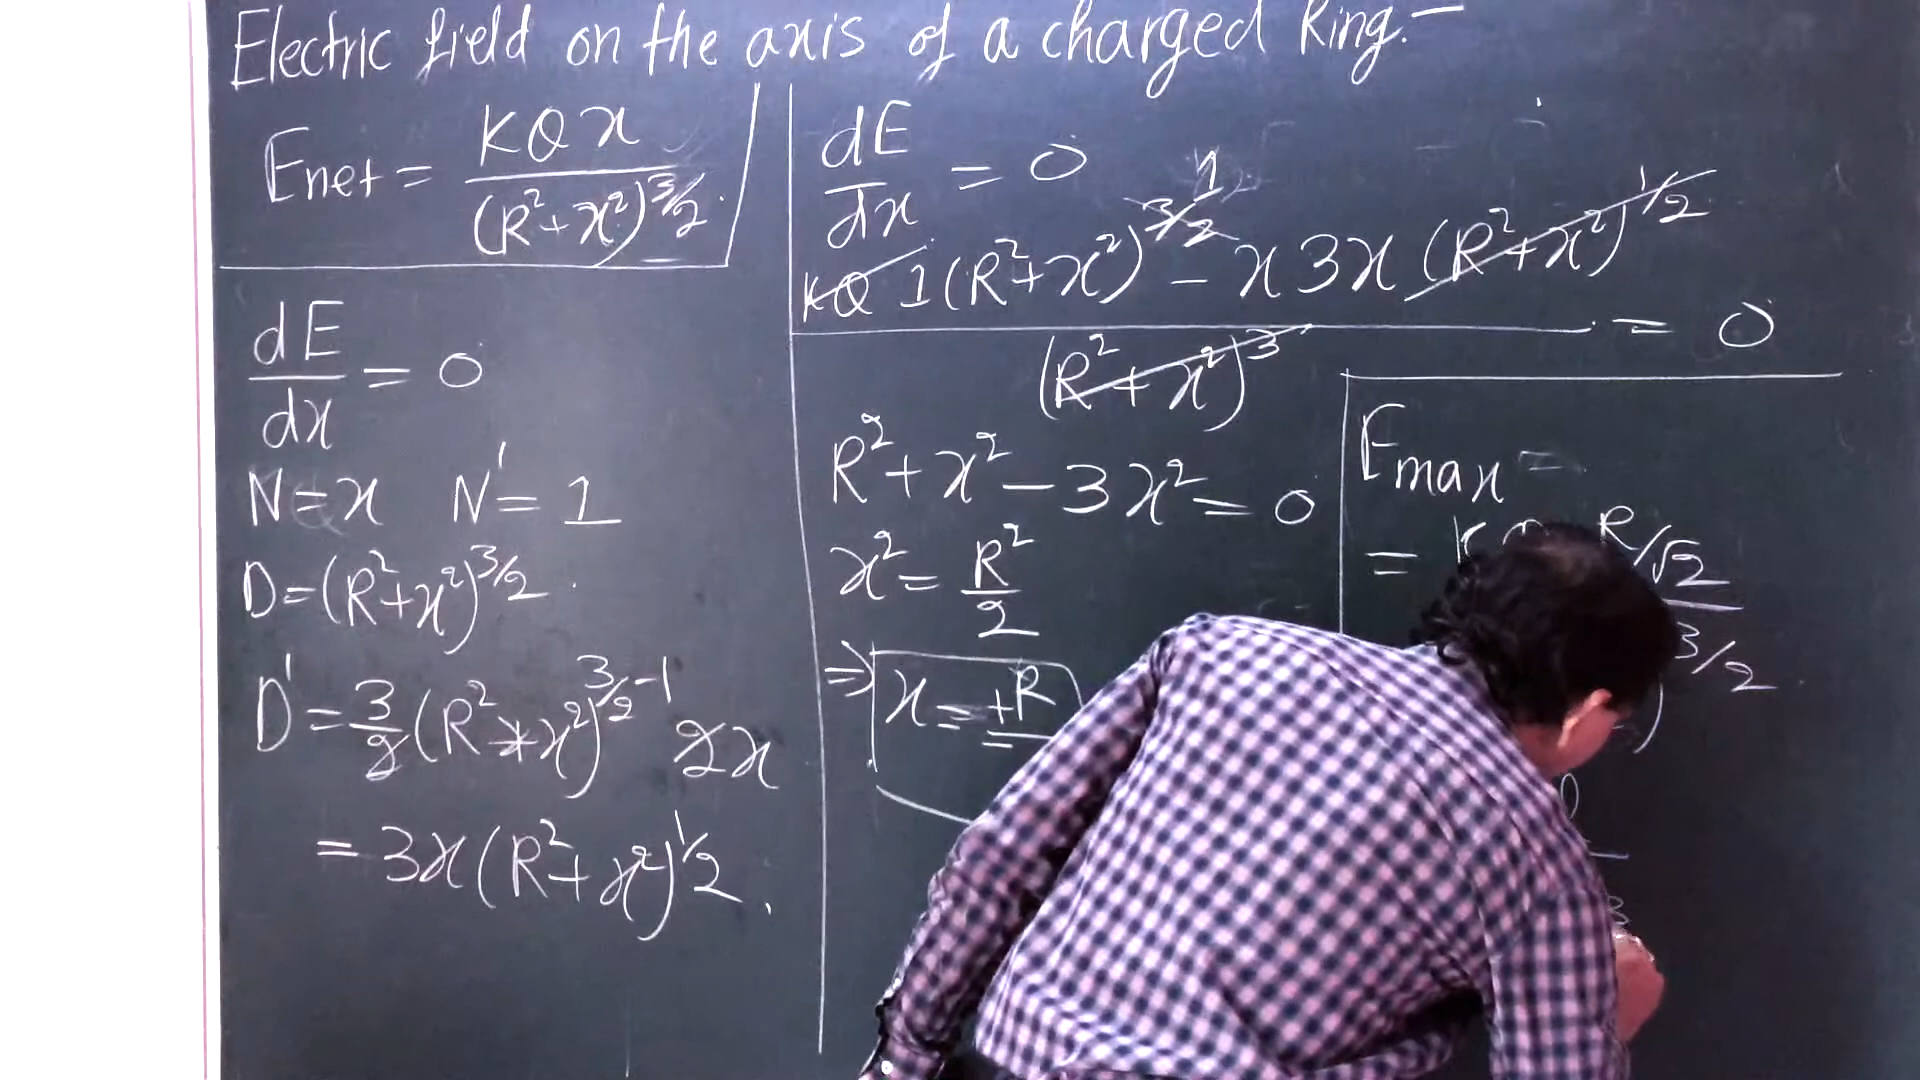 Electric field on the axis of a charged Ring:-
Enet = KQx / (R²+x²)^3/2.
dE/dx = 0
N=x N'=1
D=(R²+x²)^3/2.
D'=3/2(R²+x²)^3/2-1 2x
= 3x(R²+x²)^1/2.
dE/dx = 0
KQ 1(R²+x²)^3/2 1 - x 3x (R²+x²)^1/2 / (R²+x²)^3 = 0
R²+x²-3x²=0
x²=R²/2
⇒ x=±R
Emax =
= K R/√2
)^3/2.